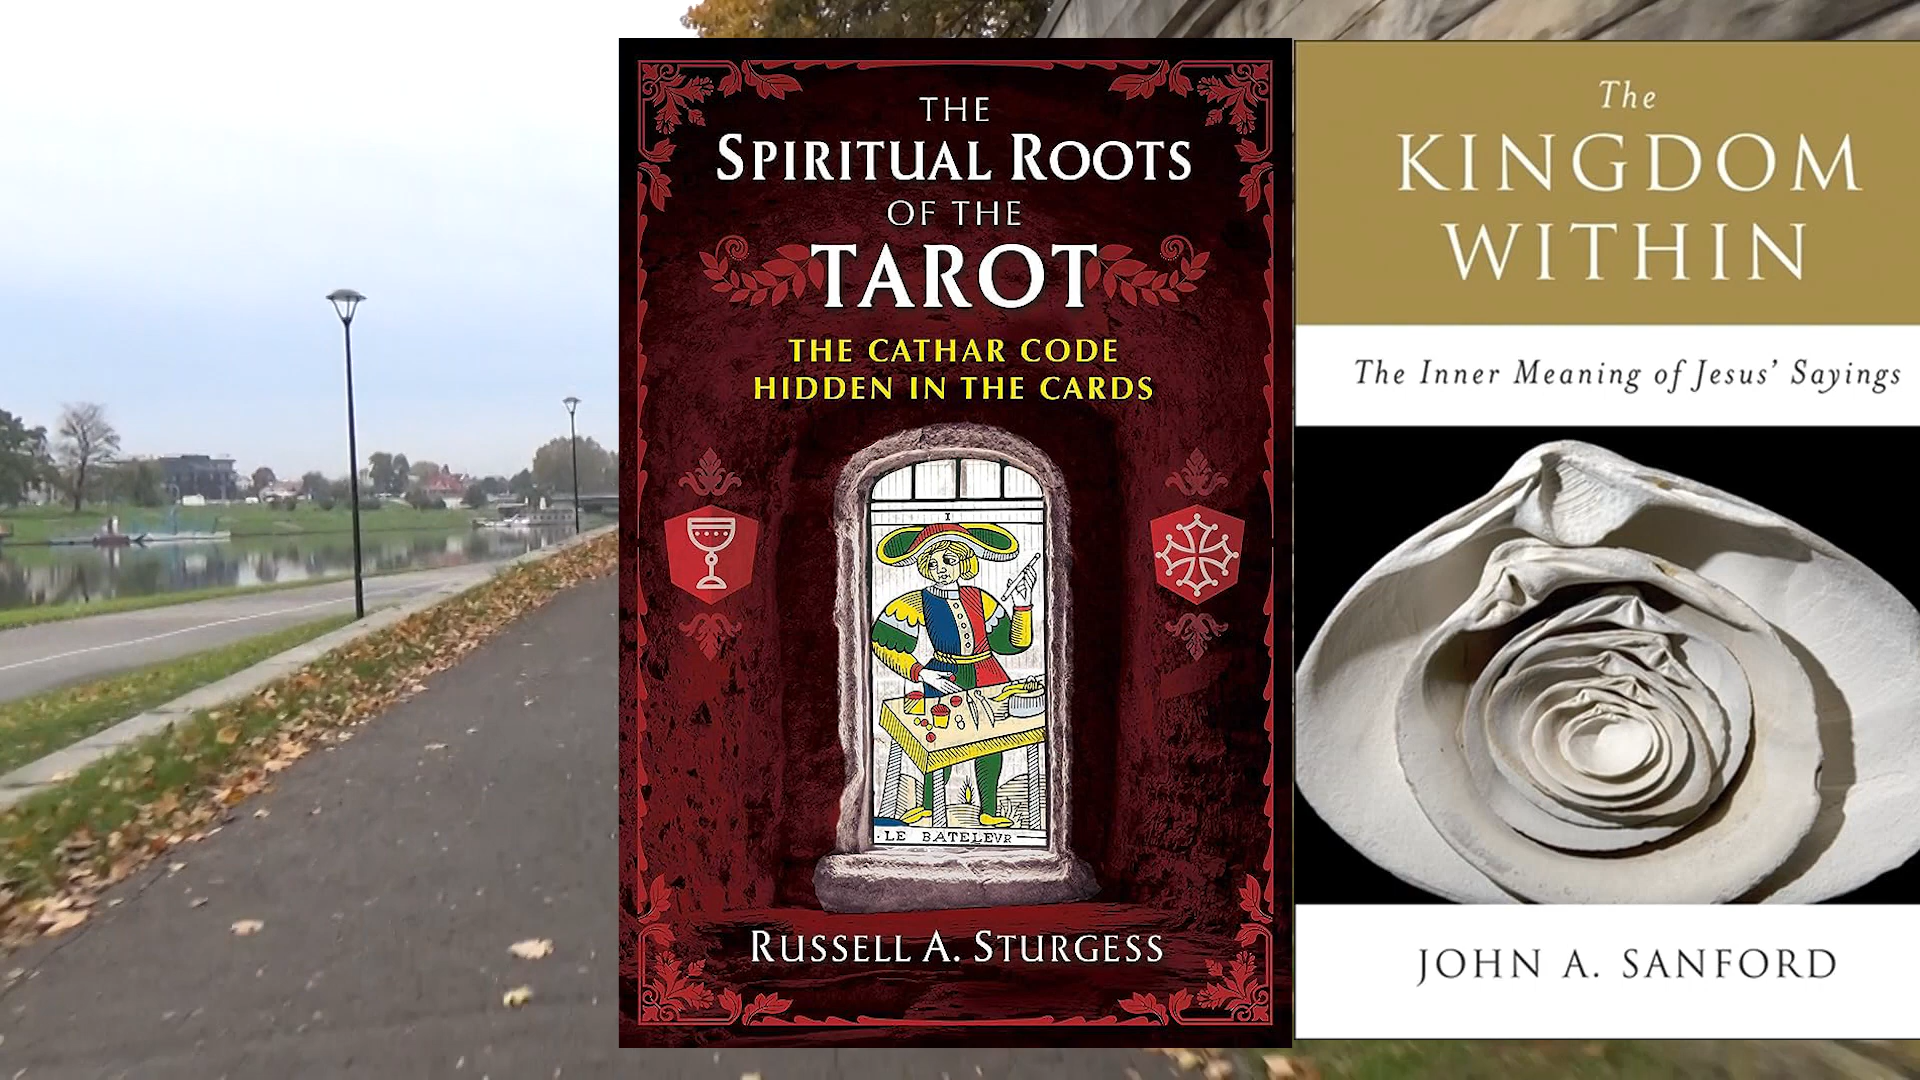 THE
SPIRITUAL ROOTS
OF THE
TAROT
THE CATHAR CODE
HIDDEN IN THE CARDS
I
LE BATELEVR
RUSSELL A. STURGESS
The
KINGDOM
WITHIN
The Inner Meaning of Jesus' Sayings
JOHN A. SANFORD